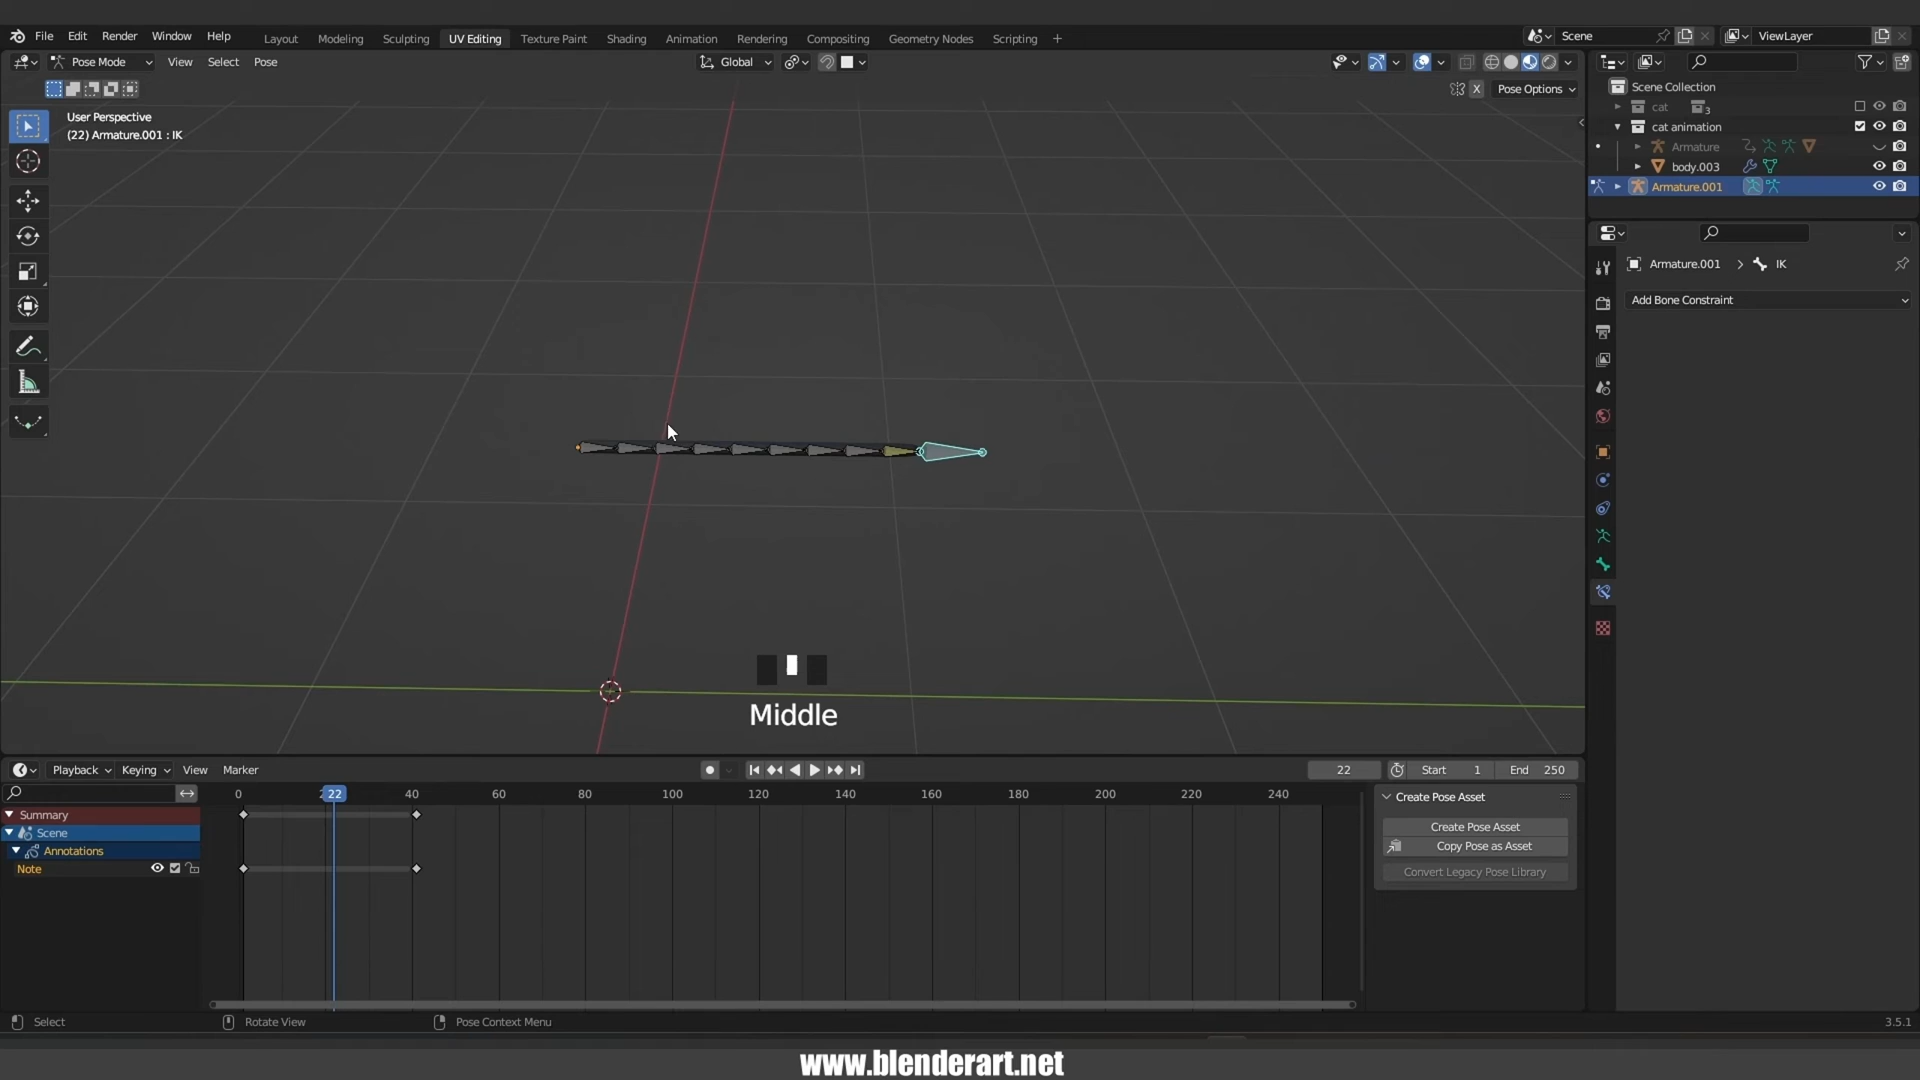 File Edit Render Window Help Layout Modeling Sculpting UV Editing Texture Paint Shading Animation Rendering Compositing Geometry Nodes Scripting + Scene ViewLayer
Pose Mode View Select Pose Global
X Pose Options
Scene Collection
cat 3
cat animation
Armature
body.003
Armature.001
User Perspective
(22) Armature.001 : IK
Armature.001 > IK
Add Bone Constraint
Middle
Playback Keying View Marker 22 Start 1 End 250
0 22 40 60 80 100 120 140 160 180 200 220 240
Summary
Scene
Annotations
Note
Create Pose Asset
Create Pose Asset
Copy Pose as Asset
Convert Legacy Pose Library
Select Rotate View Pose Context Menu 3.5.1
www.blenderart.net